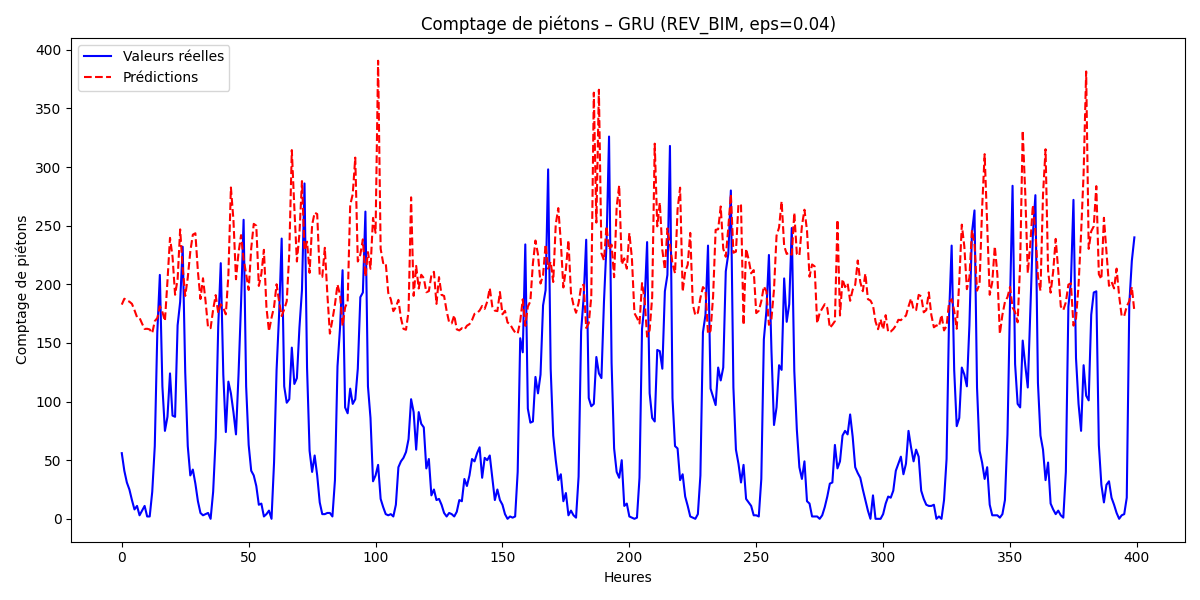 Comptage de piétons – GRU (REV_BIM, eps=0.04)
Valeurs réelles
Prédictions
Comptage de piétons
400
350
300
250
200
150
100
50
0
0 50 100 150 200 250 300 350 400
Heures